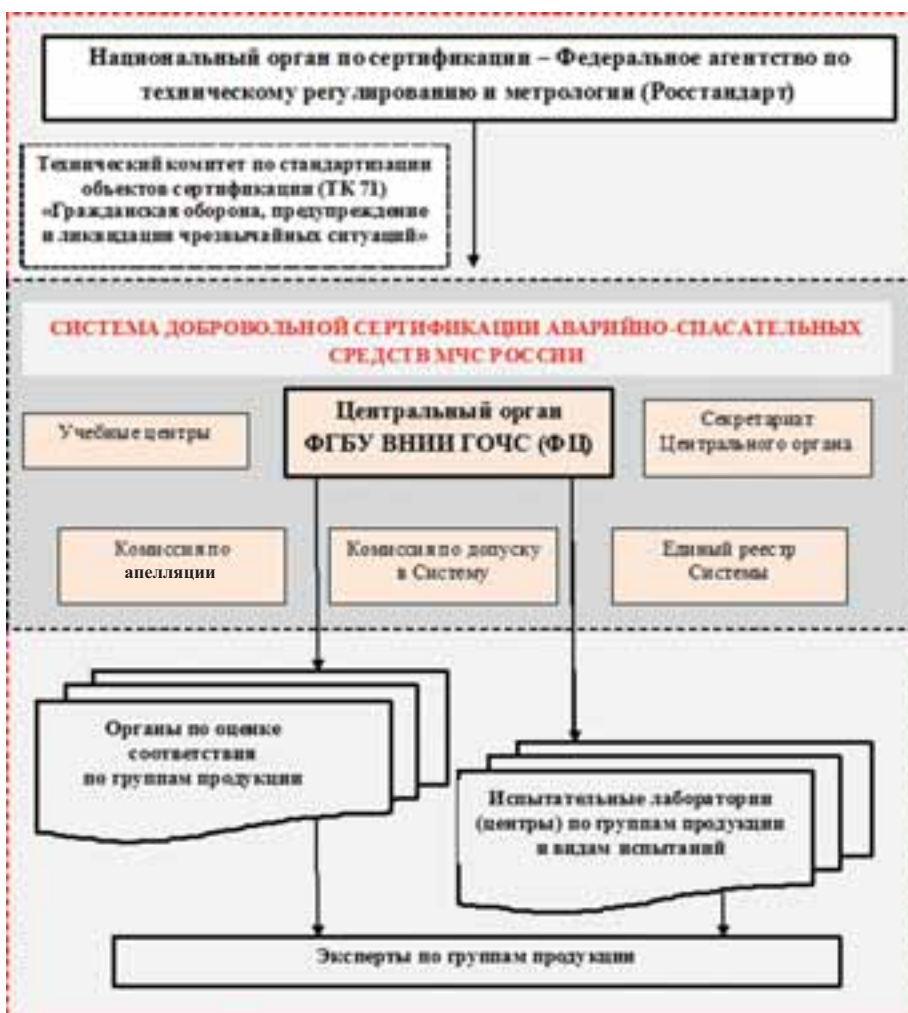 Национальный орган по сертификации – Федеральное агентство по
техническому регулированию и метрологии (Росстандарт)
Технический комитет по стандартизации
объектов сертификации (ТК 71)
«Гражданская оборона, предупреждение
и ликвидация чрезвычайных ситуаций»
СИСТЕМА ДОБРОВОЛЬНОЙ СЕРТИФИКАЦИИ АВАРИЙНО-СПАСАТЕЛЬНЫХ
СРЕДСТВ МЧС РОССИИ
Учебные центры
Центральный орган
ФГБУ ВНИИ ГОЧС (ФЦ)
Секретариат
Центрального органа
Комиссия по
апелляции
Комиссия по допуску
в Систему
Единый реестр
Системы
Органы по оценке
соответствия
по группам продукции
Испытательные лаборатории
(центры) по группам продукции
и видам испытаний
Эксперты по группам продукции